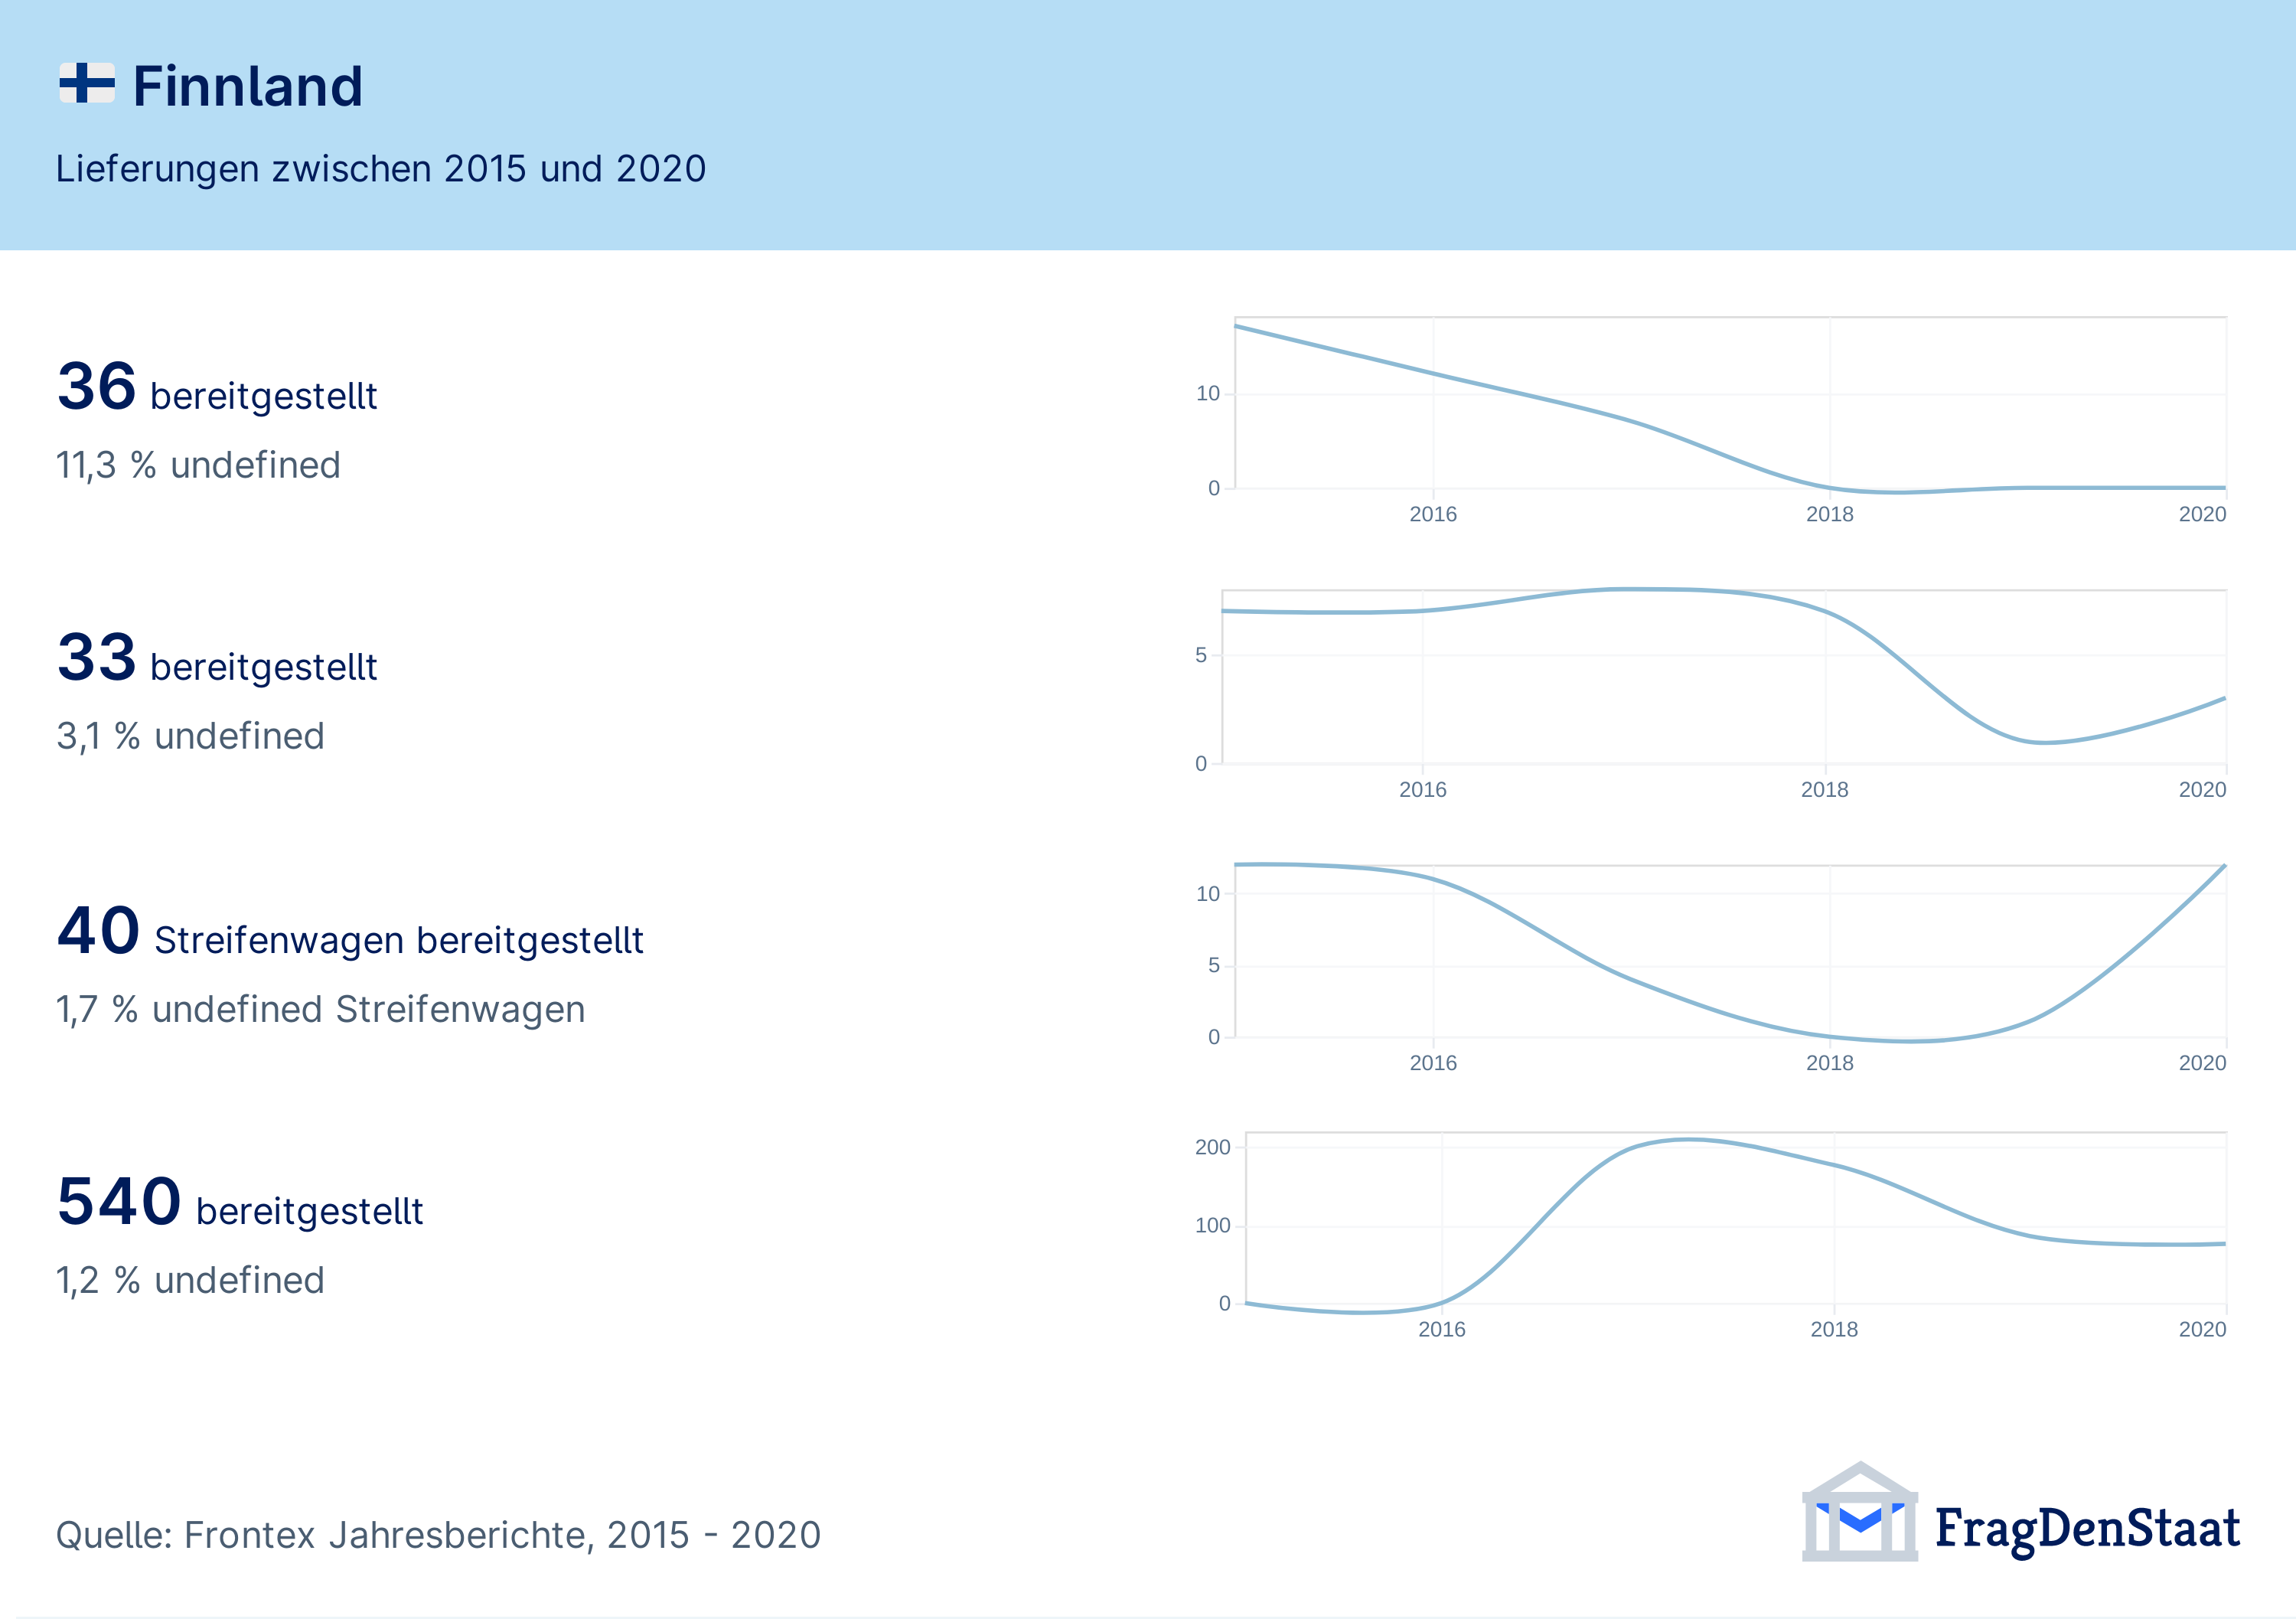 Finnland
Lieferungen zwischen 2015 und 2020
36 bereitgestellt
11,3 % undefined
10
0
2016 2018 2020
33 bereitgestellt
3,1 % undefined
5
0
2016 2018 2020
40 Streifenwagen bereitgestellt
1,7 % undefined Streifenwagen
10
5
0
2016 2018 2020
540 bereitgestellt
1,2 % undefined
200
100
0
2016 2018 2020
Quelle: Frontex Jahresberichte, 2015 - 2020
FragDenStaat